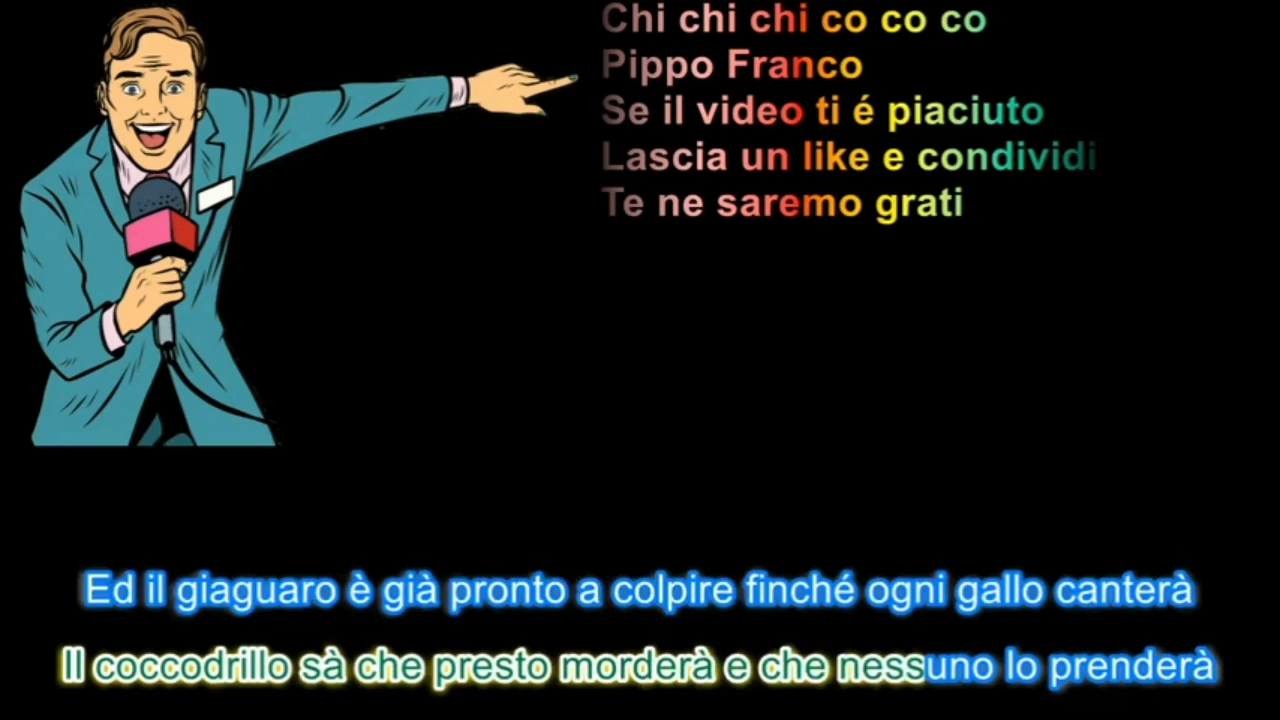 Chi chi chi co co co
Pippo Franco
Se il video ti é piaciuto
Lascia un like e condividi
Te ne saremo grati
Ed il giaguaro è già pronto a colpire finché ogni gallo canterà
Il coccodrillo sà che presto morderà e che nessuno lo prenderà